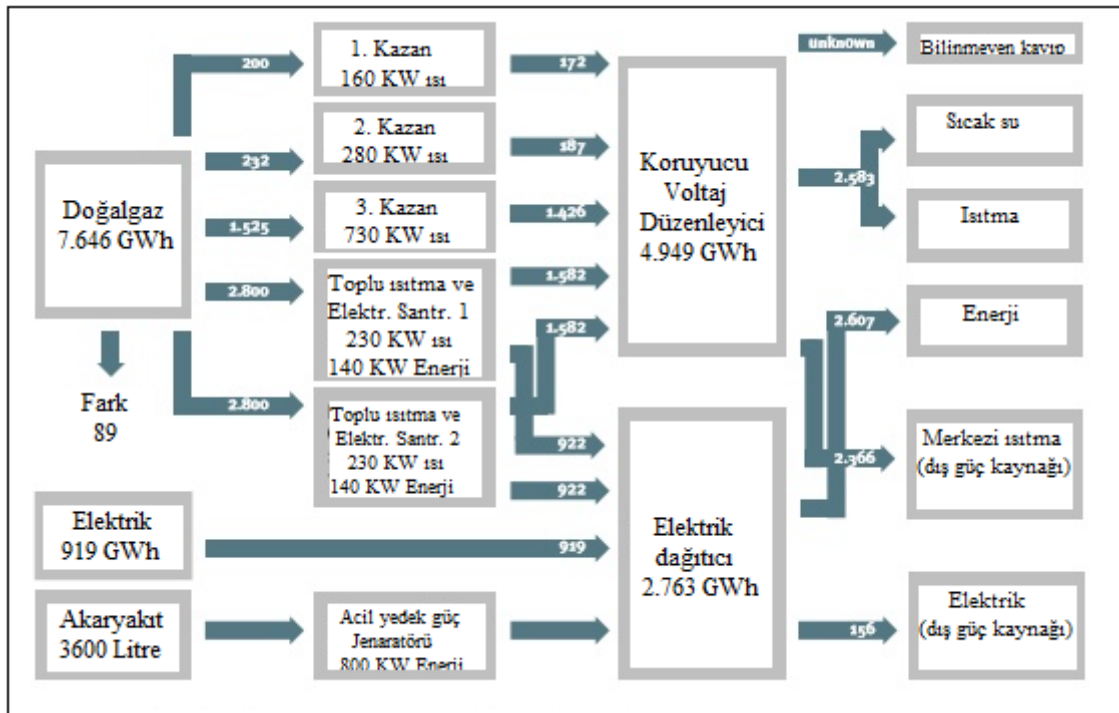 200
1. Kazan
160 KW ısı
172
unknown
Bilinmeyen kayıp
232
2. Kazan
280 KW ısı
187
Sıcak su
Doğalgaz
7.646 GWh
1.525
3. Kazan
730 KW ısı
1.426
Koruyucu
Voltaj
Düzenleyici
4.949 GWh
2.583
Isıtma
2.800
Toplu ısıtma ve
Elektr. Santr. 1
230 KW ısı
140 KW Enerji
1.582
1.582
2.607
Enerji
Fark
89
2.800
Toplu ısıtma ve
Elektr. Santr. 2
230 KW ısı
140 KW Enerji
922
922
2.366
Merkezi ısıtma
(dış güç kaynağı)
Elektrik
919 GWh
919
Elektrik
dağıtıcı
2.763 GWh
Akaryakıt
3600 Litre
Acil yedek güç
Jenaratörü
800 KW Enerji
156
Elektrik
(dış güç kaynağı)